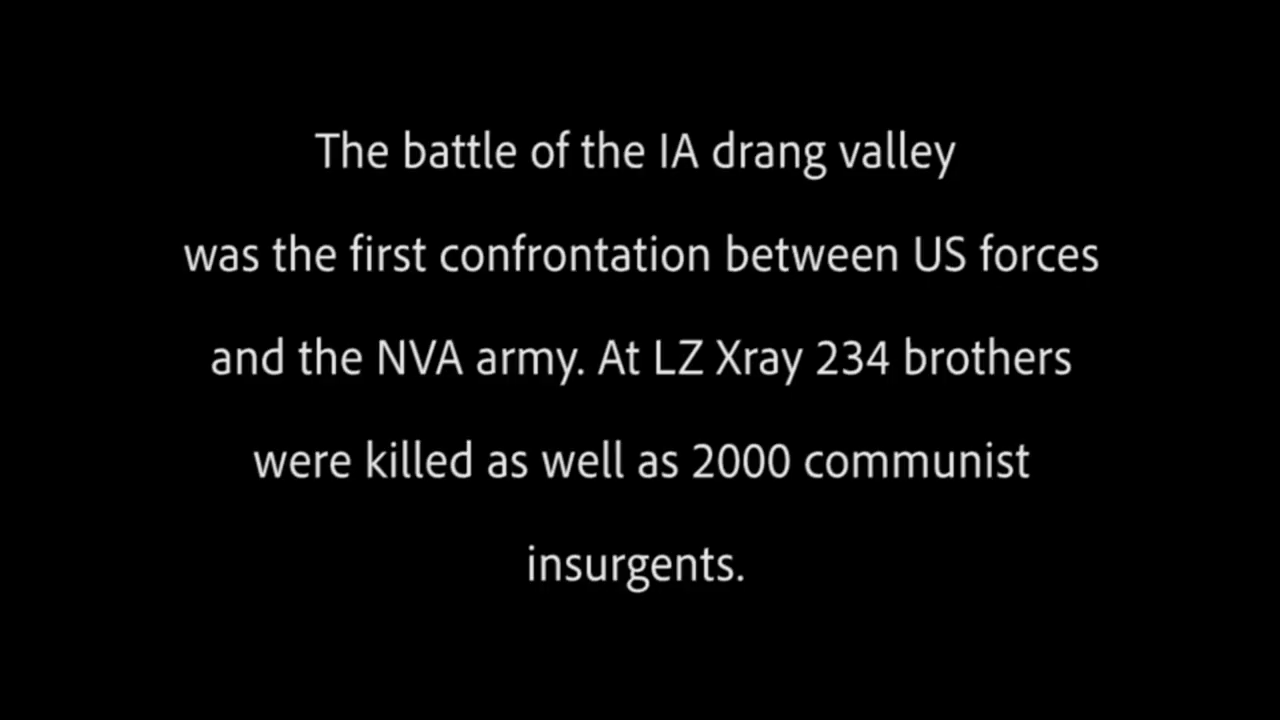 The battle of the IA drang valley
was the first confrontation between US forces
and the NVA army. At LZ Xray 234 brothers
were killed as well as 2000 communist
insurgents.